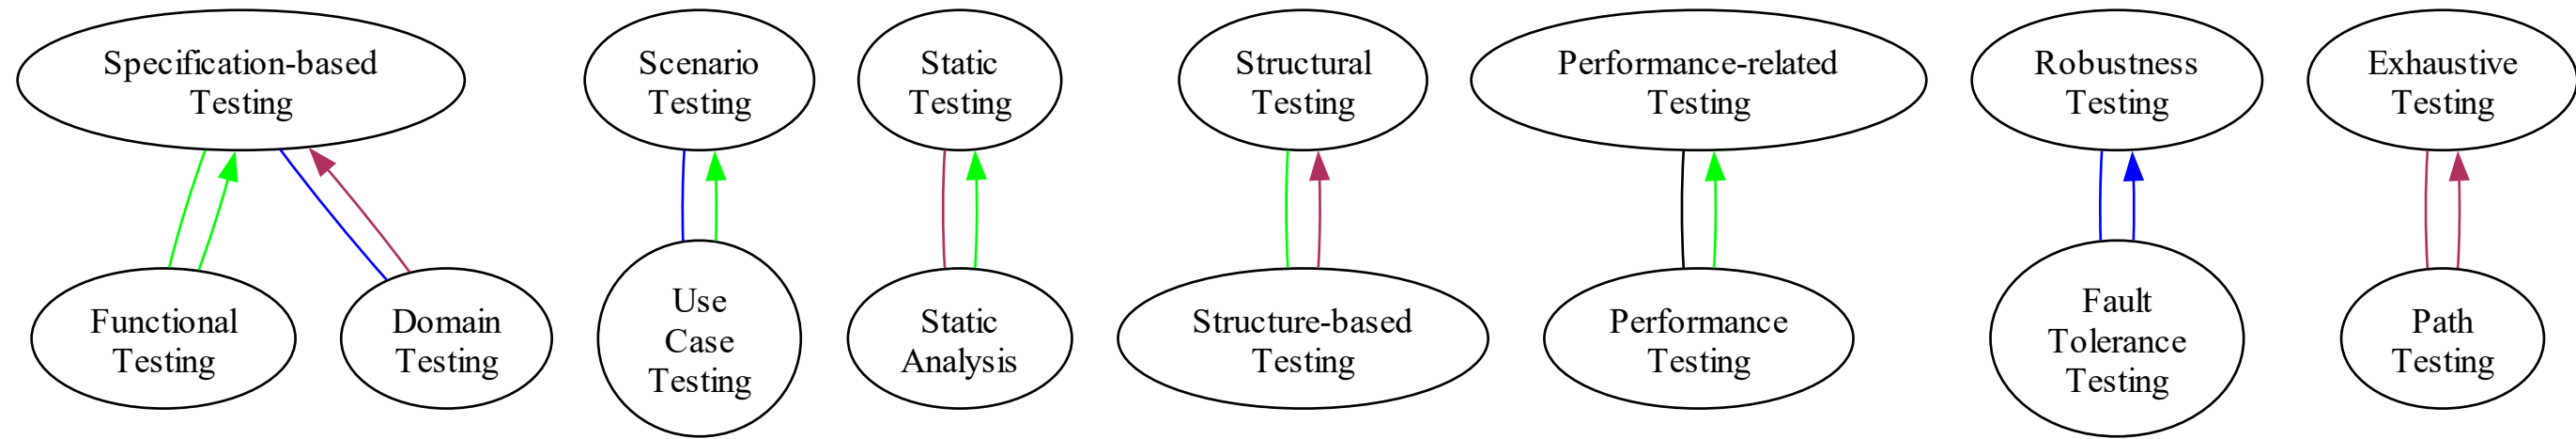 Specification-based
Testing
Scenario
Testing
Static
Testing
Structural
Testing
Performance-related
Testing
Robustness
Testing
Exhaustive
Testing
Functional
Testing
Domain
Testing
Use
Case
Testing
Static
Analysis
Structure-based
Testing
Performance
Testing
Fault
Tolerance
Testing
Path
Testing